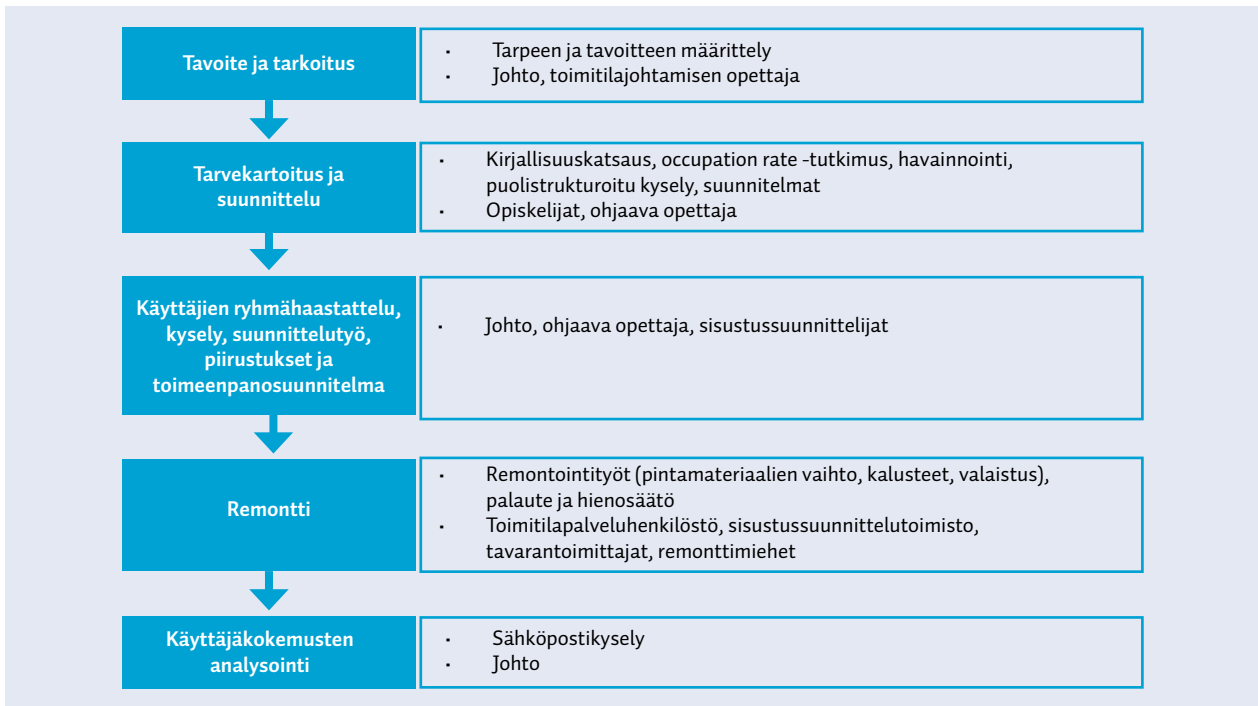 Tavoite ja tarkoitus
· Tarpeen ja tavoitteen määrittely
· Johto, toimitilajohtamisen opettaja
Tarvekartoitus ja
suunnittelu
· Kirjallisuuskatsaus, occupation rate -tutkimus, havainnointi,
puolistrukturoitu kysely, suunnitelmat
· Opiskelijat, ohjaava opettaja
Käyttäjien ryhmähaastattelu,
kysely, suunnittelutyö,
piirustukset ja
toimeenpanosuunnitelma
· Johto, ohjaava opettaja, sisustussuunnittelijat
Remontti
· Remontointityöt (pintamateriaalien vaihto, kalusteet, valaistus),
palaute ja hienosäätö
· Toimitilapalveluhenkilöstö, sisustussuunnittelutoimisto,
tavarantoimittajat, remonttimiehet
Käyttäjäkokemusten
analysointi
· Sähköpostikysely
· Johto